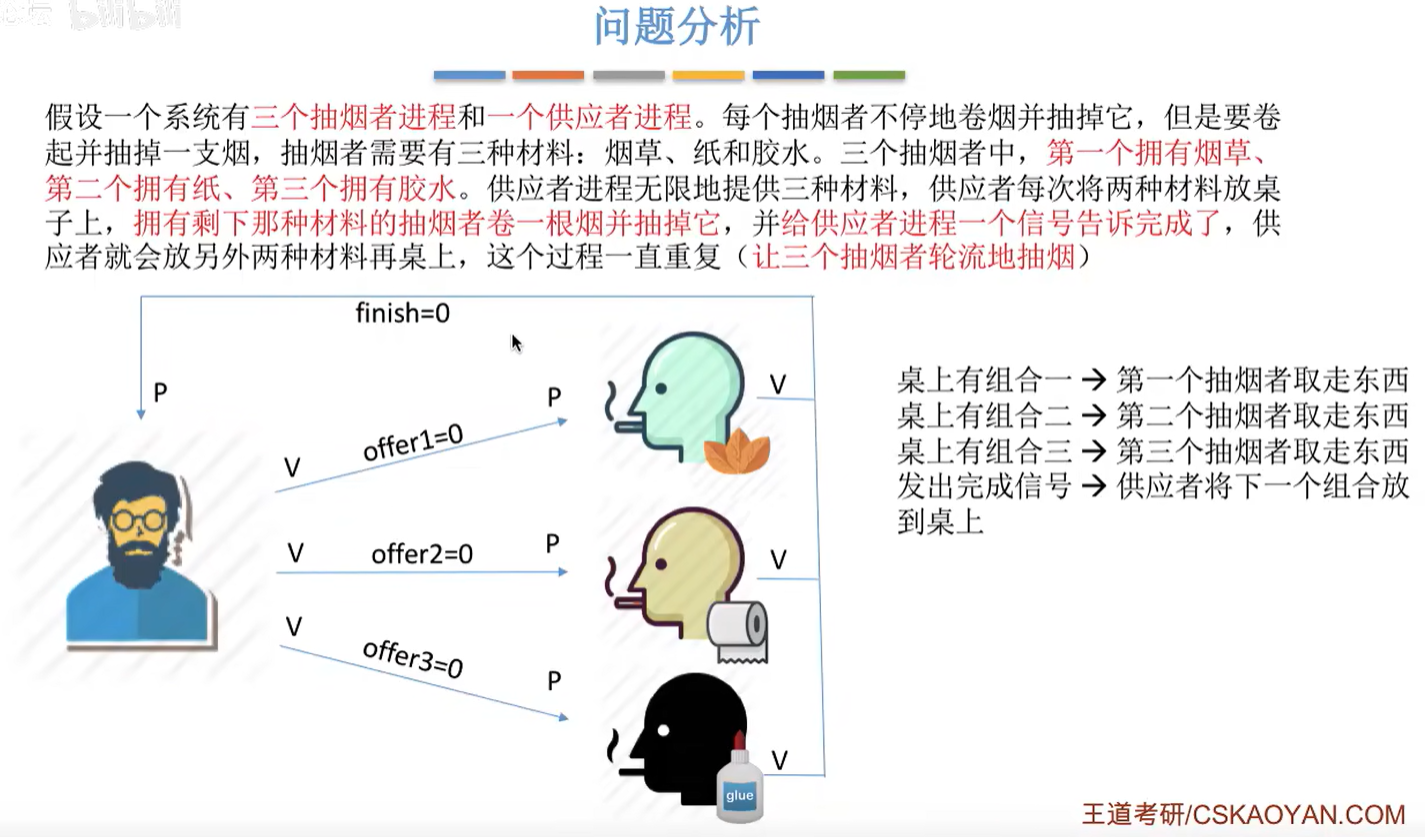 问题分析
假设一个系统有三个抽烟者进程和一个供应者进程。每个抽烟者不停地卷烟并抽掉它，但是要卷
起并抽掉一支烟，抽烟者需要有三种材料：烟草、纸和胶水。三个抽烟者中，第一个拥有烟草、
第二个拥有纸、第三个拥有胶水。供应者进程无限地提供三种材料，供应者每次将两种材料放桌
子上，拥有剩下那种材料的抽烟者卷一根烟并抽掉它，并给供应者进程一个信号告诉完成了，供
应者就会放另外两种材料再桌上，这个过程一直重复（让三个抽烟者轮流地抽烟）
finish=0
P
V
offer1=0
P
V
V
offer2=0
P
V
V
offer3=0
P
V
glue
桌上有组合一 → 第一个抽烟者取走东西
桌上有组合二 → 第二个抽烟者取走东西
桌上有组合三 → 第三个抽烟者取走东西
发出完成信号 → 供应者将下一个组合放
到桌上
王道考研/CSKAOYAN.COM